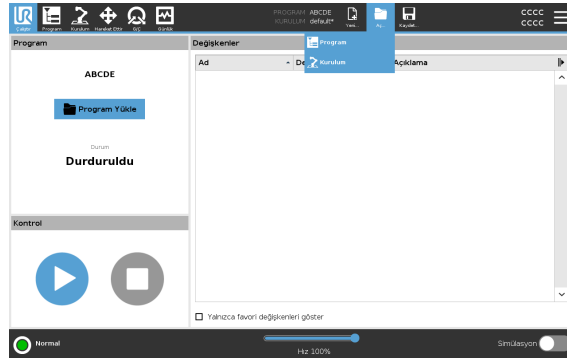 Çalıştır
Program
Kurulum
Hareket Ettir
G/Ç
Günlük
PROGRAM ABCDE
KURULUM default*
Yeni...
Aç...
Kaydet...
CCCC
CCCC
Program
Kurulum
Program
Değişkenler
ABCDE
Program Yükle
Durum
Durduruldu
Ad
De
Açıklama
Kontrol
Yalnızca favori değişkenleri göster
Normal
Hız 100%
Simülasyon